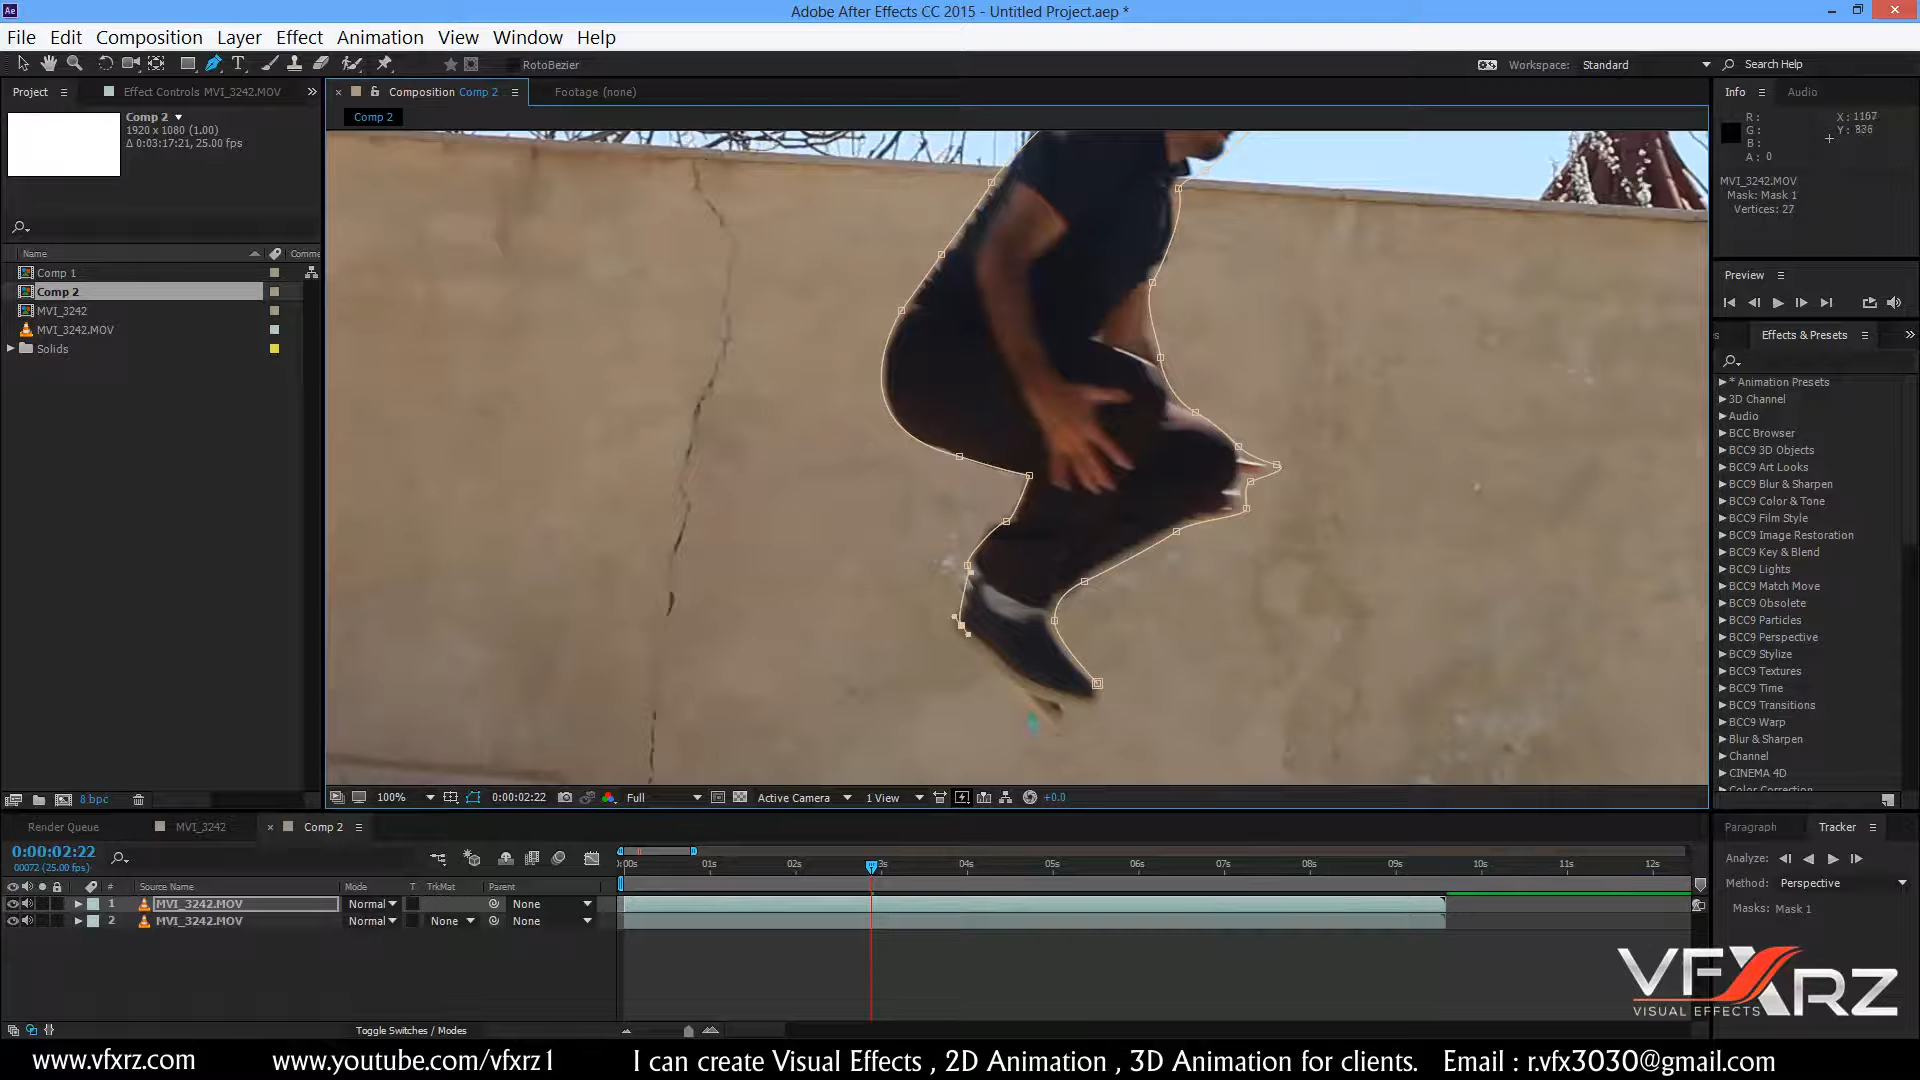 Adobe After Effects CC 2015 - Untitled Project.aep *
File Edit Composition Layer Effect Animation View Window Help
RotoBezier
Workspace: Standard
Search Help
Project
Effect Controls MVI_3242.MOV
Composition Comp 2
Footage (none)
Info
Audio
Comp 2
Comp 2
1920 x 1080 (1.00)
Δ 0:03:17:21, 25.00 fps
R :
G :
B :
A : 0
X : 1167
Y : 836
MVI_3242.MOV
Mask: Mask 1
Vertices: 27
Name
Comme
Comp 1
Comp 2
MVI_3242
MVI_3242.MOV
Solids
Preview
Effects & Presets
* Animation Presets
3D Channel
Audio
BCC Browser
BCC9 3D Objects
BCC9 Art Looks
BCC9 Blur & Sharpen
BCC9 Color & Tone
BCC9 Film Style
BCC9 Image Restoration
BCC9 Key & Blend
BCC9 Lights
BCC9 Match Move
BCC9 Obsolete
BCC9 Particles
BCC9 Perspective
BCC9 Stylize
BCC9 Textures
BCC9 Time
BCC9 Transitions
BCC9 Warp
Blur & Sharpen
Channel
CINEMA 4D
Color Correction
8 bpc
100% 0:00:02:22 Full Active Camera 1 View +0.0
Render Queue
MVI_3242
Comp 2
Paragraph
Tracker
0:00:02:22
00072 (25.00 fps)
:00s 01s 02s 3s 04s 05s 06s 07s 08s 09s 10s 11s 12s
Analyze:
Method: Perspective
Masks: Mask 1
# Source Name Mode T TrkMat Parent
1 MVI_3242.MOV Normal None
2 MVI_3242.MOV Normal None None
Toggle Switches / Modes
VFXRZ
VISUAL EFFECTS
www.vfxrz.com www.youtube.com/vfxrz1 I can create Visual Effects , 2D Animation , 3D Animation for clients. Email : r.vfx3030@gmail.com